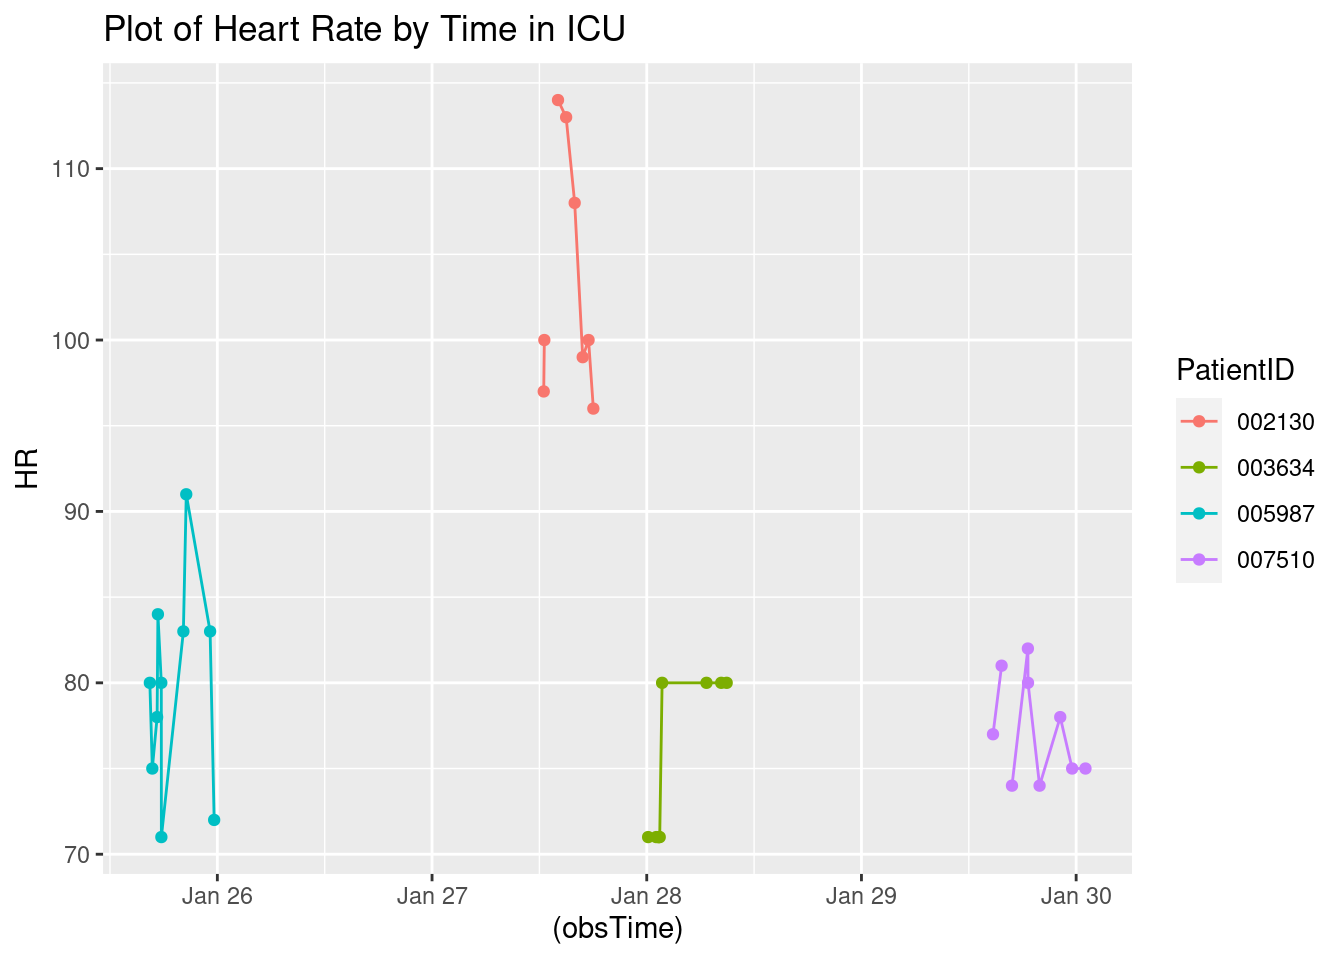 Plot of Heart Rate by Time in ICU
110
100
90
80
70
HR
Jan 26 Jan 27 Jan 28 Jan 29 Jan 30
(obsTime)
PatientID
002130
003634
005987
007510